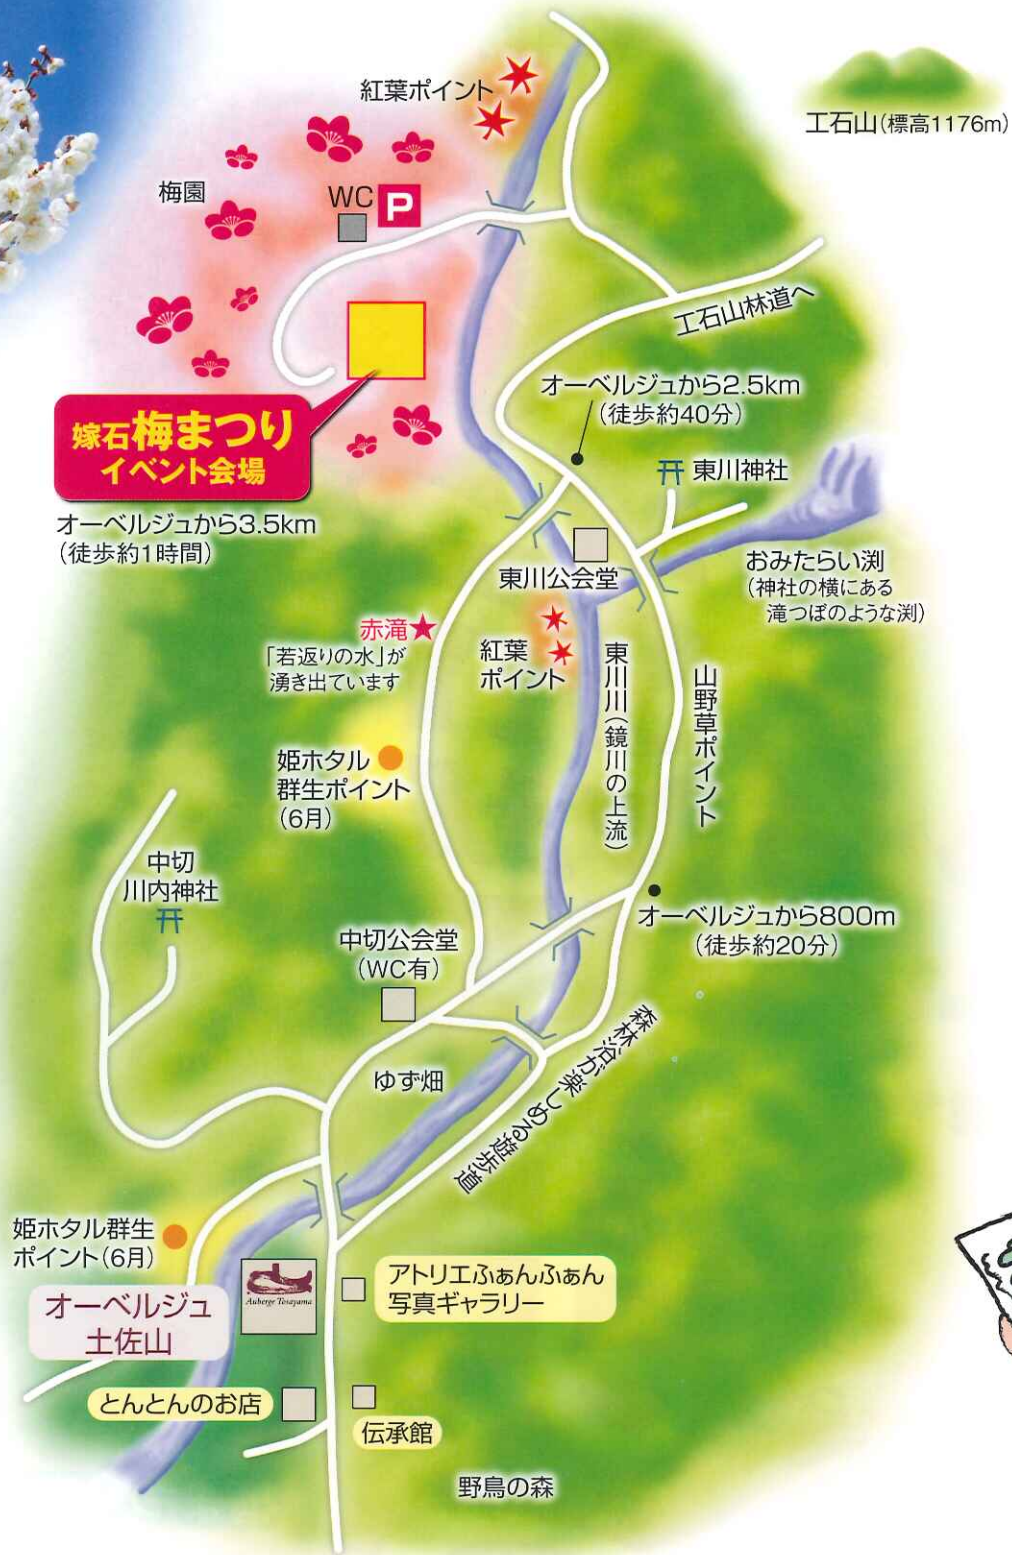 紅葉ポイント
工石山(標高1176m)
梅園
WC
P
工石山林道へ
オーベルジュから2.5km
(徒歩約40分)
嫁石梅まつり
イベント会場
東川神社
オーベルジュから3.5km
(徒歩約1時間)
東川公会堂
おみたらい渕
(神社の横にある
滝つぼのような渕)
赤滝★
「若返りの水」が
湧き出ています
紅葉
ポイント
東川川(鏡川の上流)
山野草ポイント
姫ホタル
群生ポイント
(6月)
中切
川内神社
中切公会堂
(WC有)
オーベルジュから800m
(徒歩約20分)
ゆず畑
森林浴が楽しめる遊歩道
姫ホタル群生
ポイント(6月)
オーベルジュ
土佐山
Auberge Tosayama
アトリエふぁんふぁん
写真ギャラリー
とんとんのお店
伝承館
野鳥の森